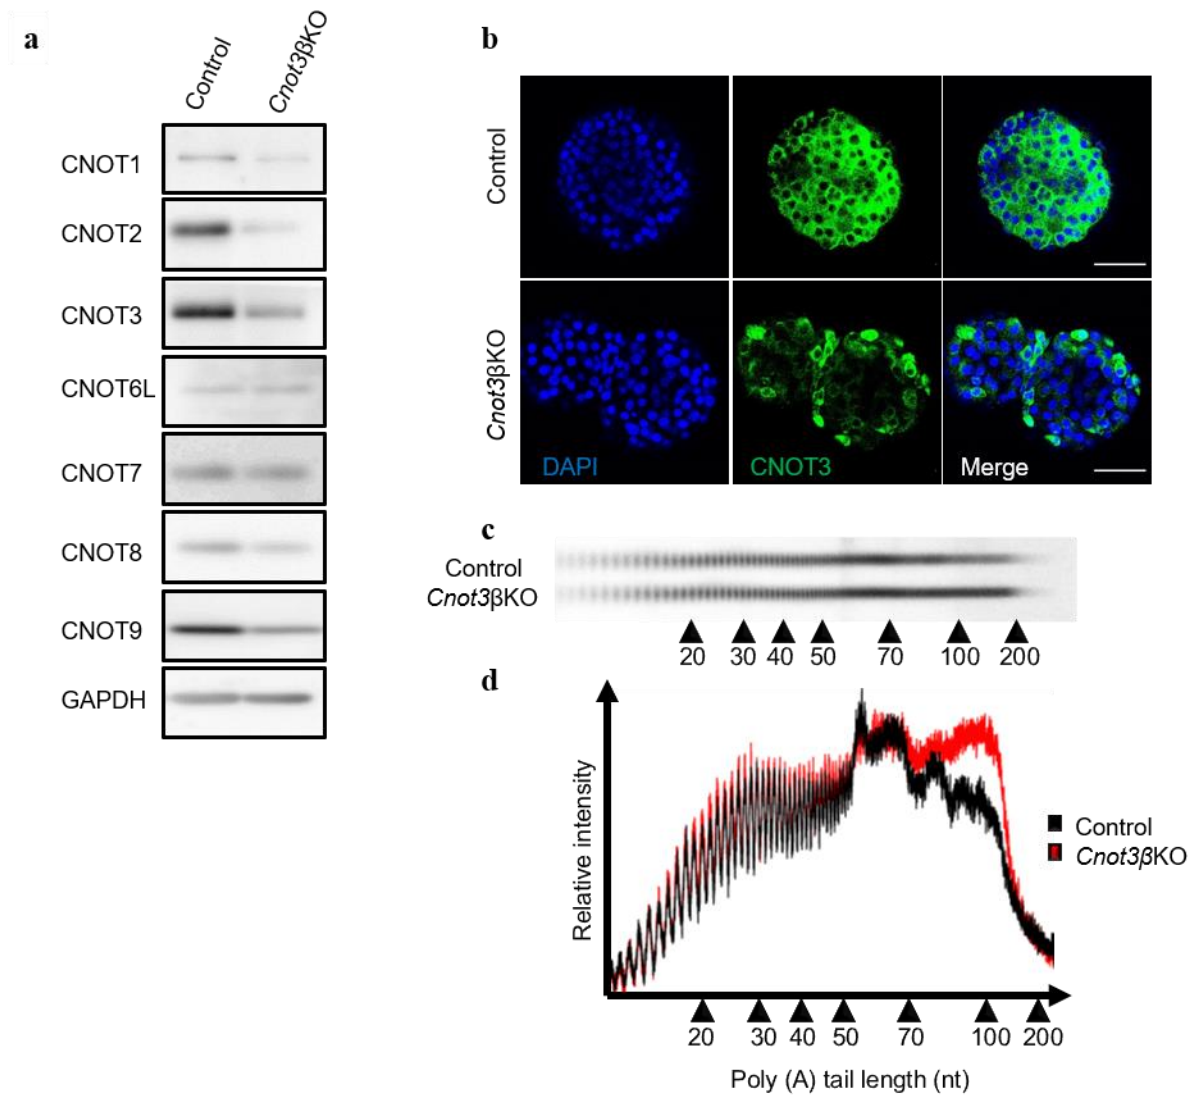 a
Control
Cnot3βKO
CNOT1
CNOT2
CNOT3
CNOT6L
CNOT7
CNOT8
CNOT9
GAPDH
b
Control
Cnot3βKO
DAPI
CNOT3
Merge
c
Control
Cnot3βKO
20 30 40 50 70 100 200
d
Relative intensity
Control
Cnot3βKO
20 30 40 50 70 100 200
Poly (A) tail length (nt)